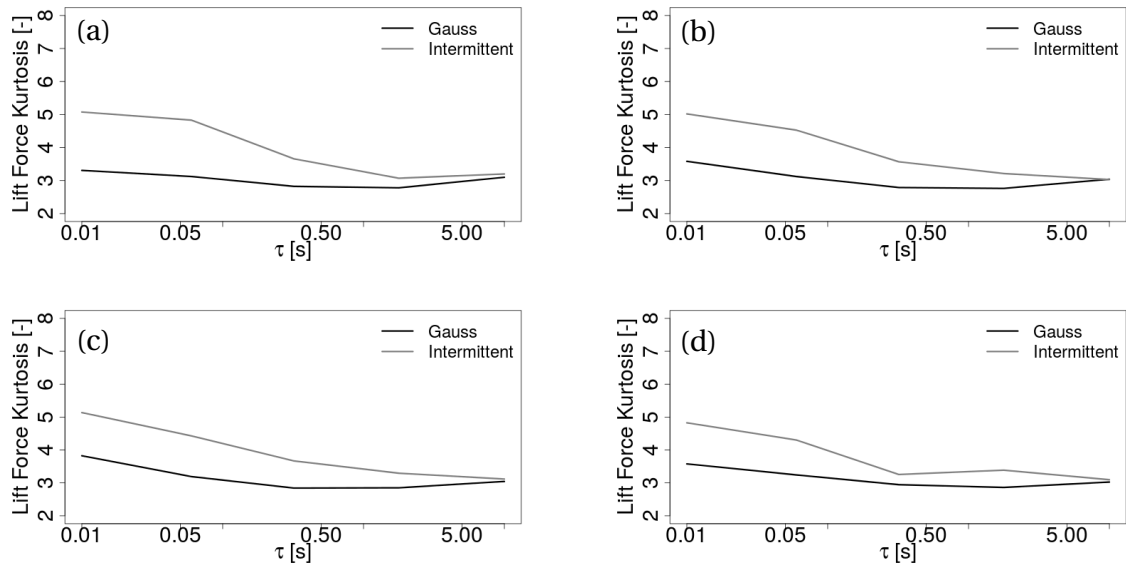 (a)
Gauss
Intermittent
Lift Force Kurtosis [-]
8
7
6
5
4
3
2
0.01 0.05 0.50 5.00
τ [s]
(b)
Gauss
Intermittent
Lift Force Kurtosis [-]
8
7
6
5
4
3
2
0.01 0.05 0.50 5.00
τ [s]
(c)
Gauss
Intermittent
Lift Force Kurtosis [-]
8
7
6
5
4
3
2
0.01 0.05 0.50 5.00
τ [s]
(d)
Gauss
Intermittent
Lift Force Kurtosis [-]
8
7
6
5
4
3
2
0.01 0.05 0.50 5.00
τ [s]